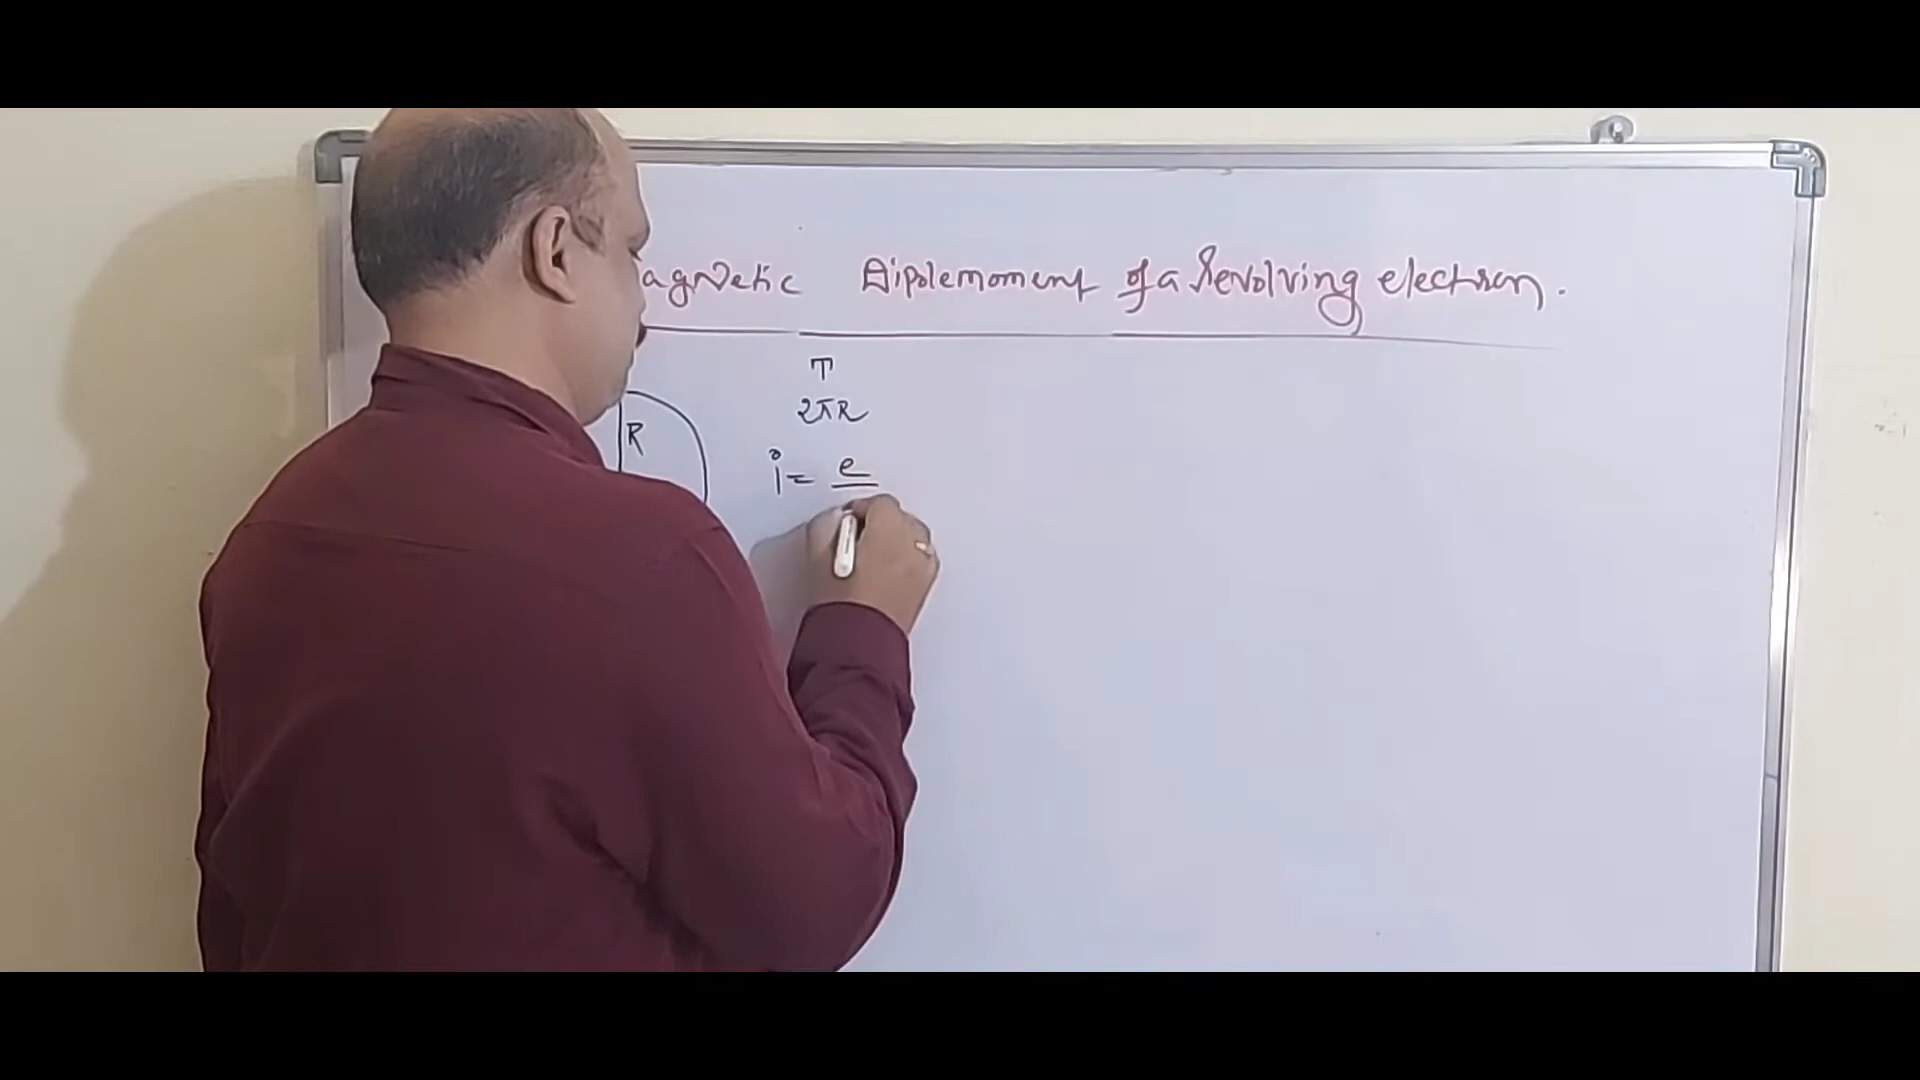 agnetic Dipolemoment of a Revolving electron.
T
2πR
R
i = e